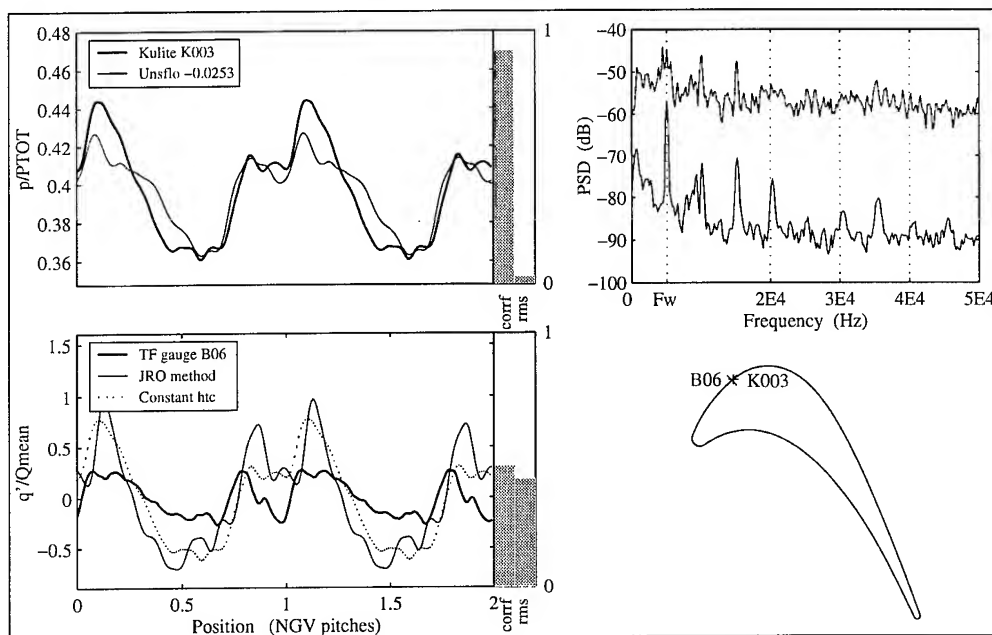 0.48
0.46
0.44
0.42
0.4
0.38
0.36
p/PTOT
Kulite K003
Unsflo −0.0253
1
0
corrf
rms
−40
−50
−60
−70
−80
−90
−100
PSD (dB)
0 Fw 2E4 3E4 4E4 5E4
Frequency (Hz)
1.5
1
0.5
0
−0.5
q'/Qmean
TF gauge B06
JRO method
Constant htc
1
0
corrf
rms
0 0.5 1 1.5 2
Position (NGV pitches)
B06 K003